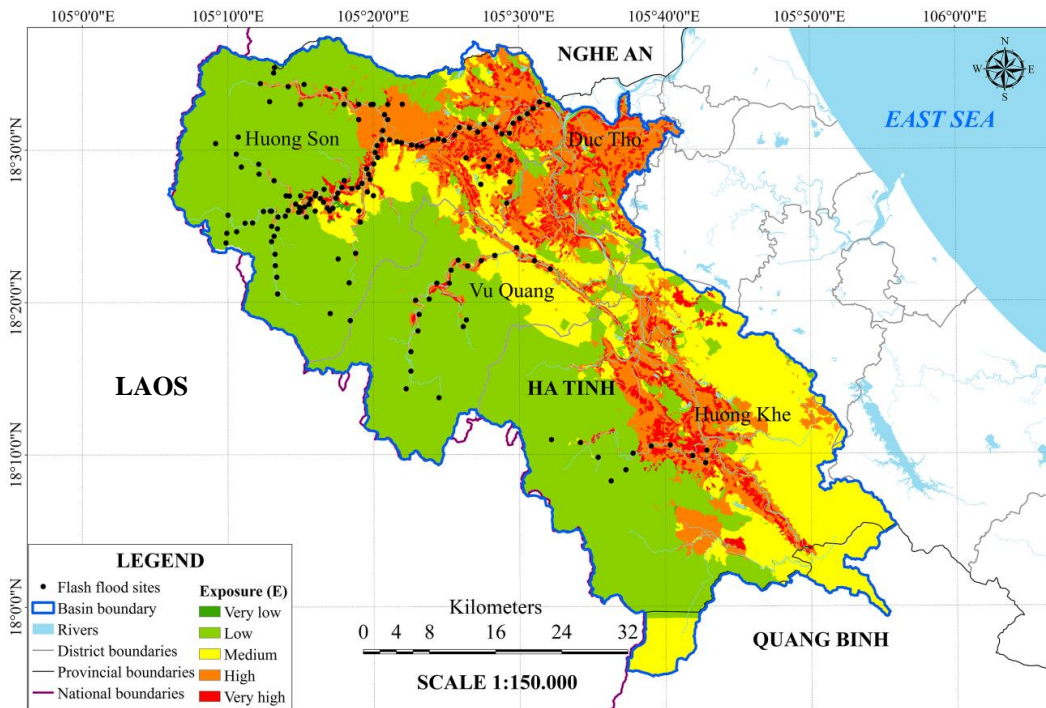 105°0'0"E 105°10'0"E 105°20'0"E 105°30'0"E 105°40'0"E 105°50'0"E 106°0'0"E
NGHE AN
N
W E
S
EAST SEA
18°30'0"N
Huong Son
Duc Tho
18°20'0"N
Vu Quang
LAOS
HA TINH
Huong Khe
18°10'0"N
18°0'0"N
LEGEND
Flash flood sites
Basin boundary
Rivers
District boundaries
Provincial boundaries
National boundaries
Exposure (E)
Very low
Low
Medium
High
Very high
Kilometers
0 2 4 8 16 24 32
SCALE 1:150.000
QUANG BINH